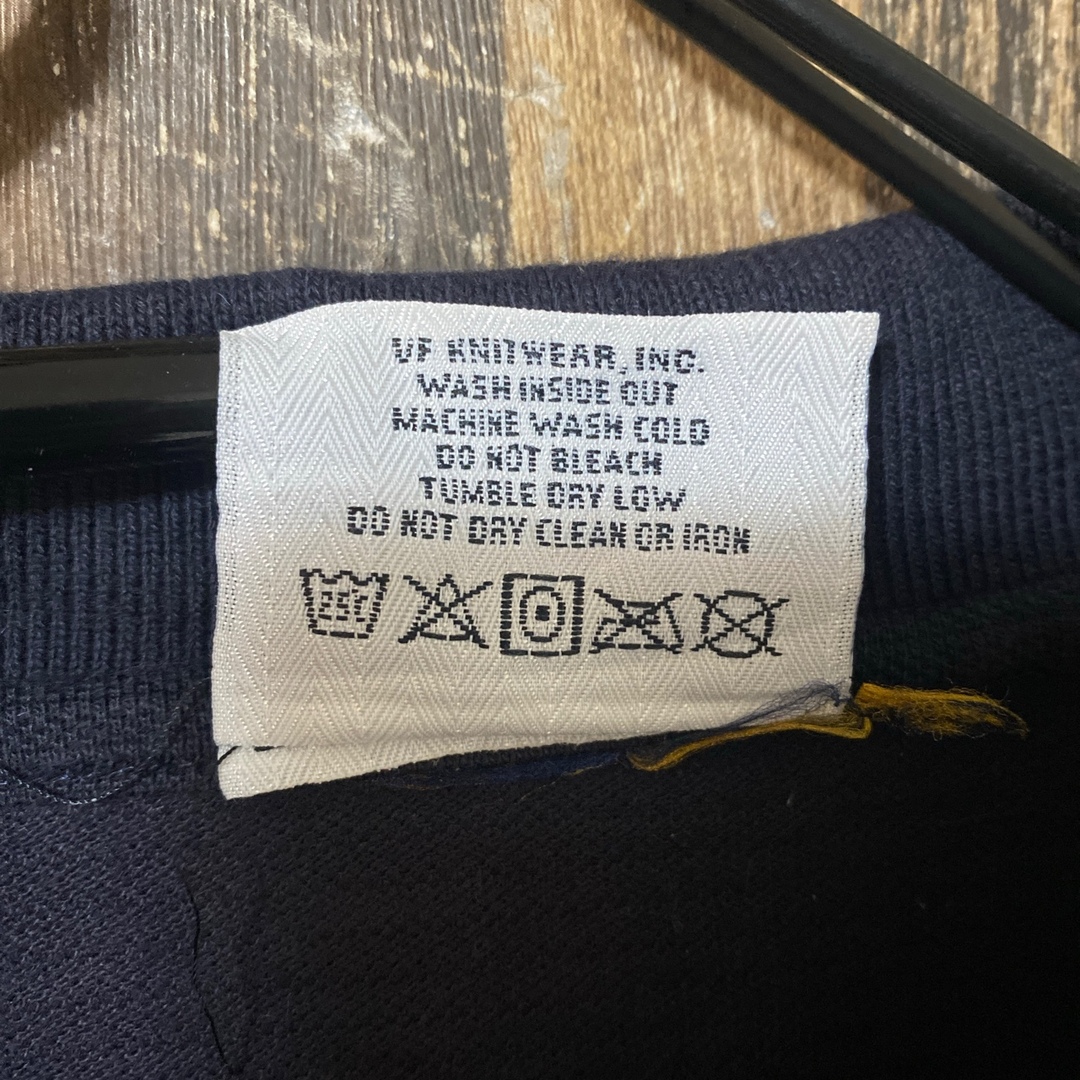 VF KNITWEAR, INC.
WASH INSIDE OUT
MACHINE WASH COLD
DO NOT BLEACH
TUMBLE DRY LOW
DO NOT DRY CLEAN OR IRON